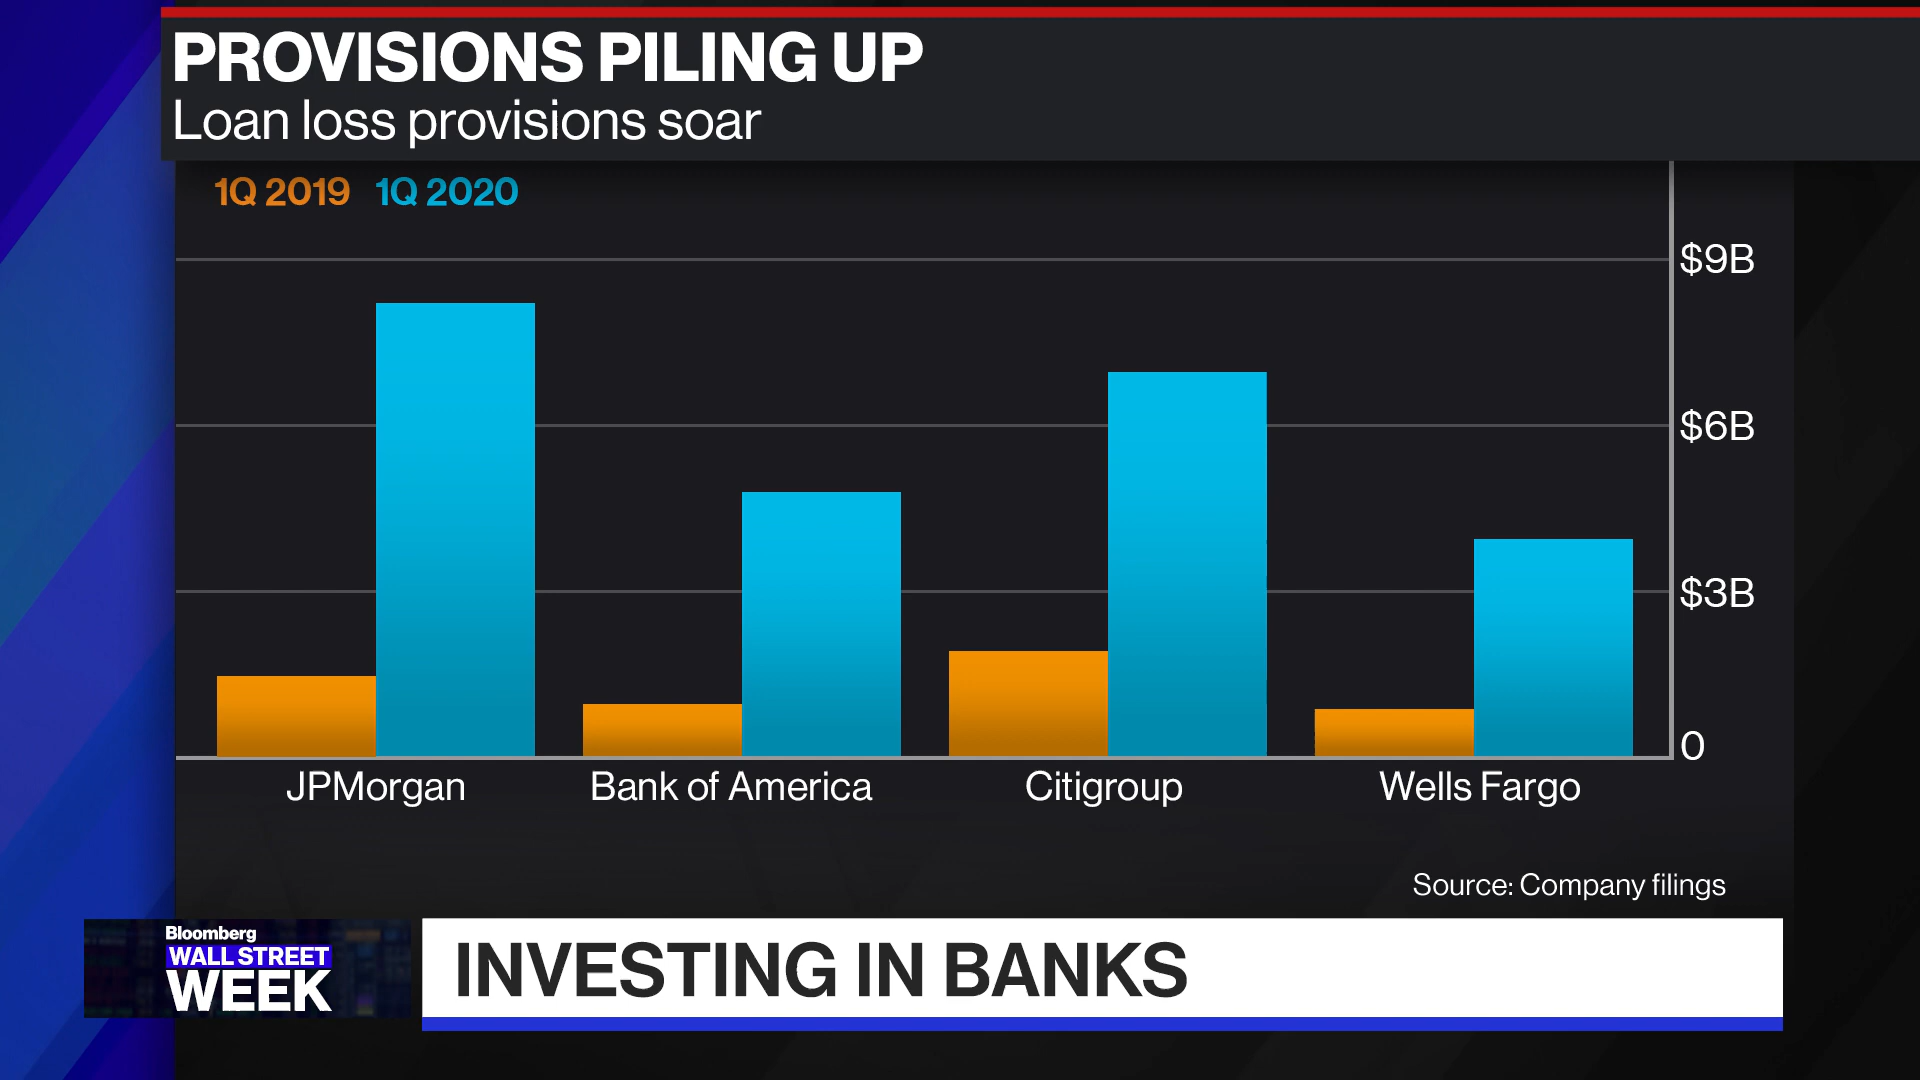 PROVISIONS PILING UP
Loan loss provisions soar
1Q 2019 1Q 2020
$9B
$6B
$3B
0
JPMorgan Bank of America Citigroup Wells Fargo
Source: Company filings
Bloomberg
WALL STREET
WEEK
INVESTING IN BANKS